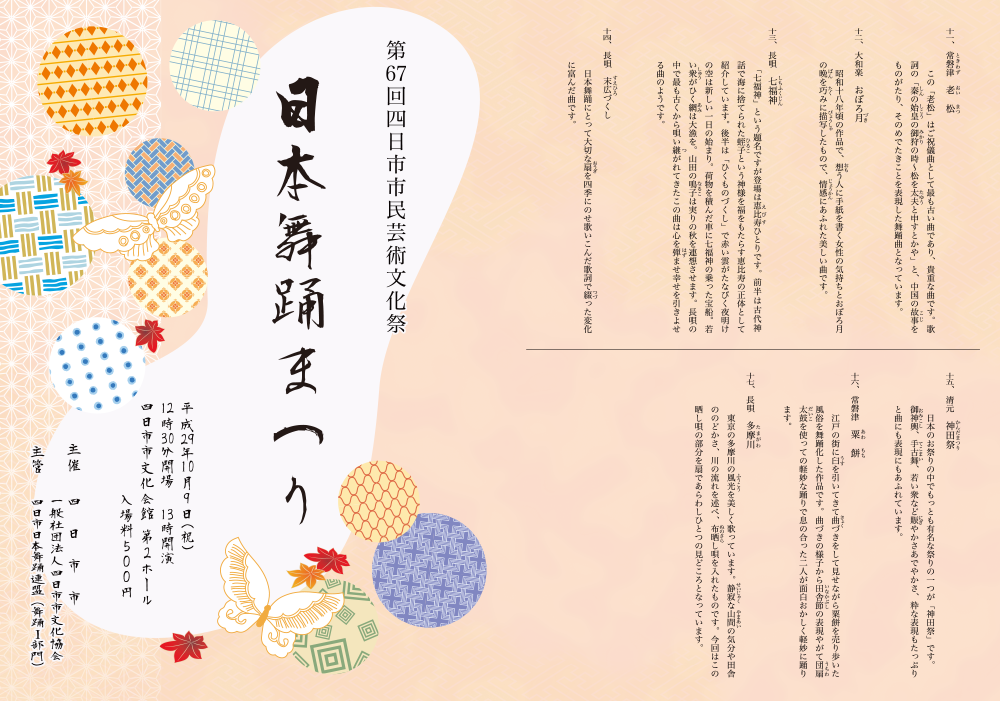 第67回四日市市民芸術文化祭
日本舞踊まつり
平成29年10月9日（祝）
12時30分開場　13時開演
四日市市文化会館　第2ホール
入場料500円
主催　四日市市
一般社団法人四日市市文化協会
主管　四日市日本舞踊連盟（舞踊Ⅰ部門）
十一、常磐津　老松
この「老松」はご祝儀曲として最も古い曲であり、貴重な曲です。歌
詞の「秦の始皇の御狩の時〜松を太夫と申すとかや」と、中国の故事を
ものがたり、そのめでたきことを表現した舞踊曲となっています。
十二、大和楽　おぼろ月
昭和十八年頃の作品で、想う人に手紙を書く女性の気持ちとおぼろ月
の晩を巧みに描写したもので、情感にあふれた美しい曲です。
十三、長唄　七福神
「七福神」という題名ですが登場は恵比寿ひとりです。前半は古代神
話で海に捨てられた蛭子という神様を福をもたらす恵比寿の正体として
紹介しています。後半は「ひくものづくし」で赤い雲がたなびく夜明け
の空は新しい一日の始まり。荷物を積んだ車に七福神の乗った宝船。若
い衆がひく網は大漁を。山田の鳴子は実りの秋を連想させます。長唄の
中で最も古くから唄い継がれてきたこの曲は心を弾ませ幸せを引きよせ
る曲のようです。
十四、長唄　末広づくし
日本舞踊にとって大切な扇を四季にのせ歌いこんだ歌詞で綴った変化
に富んだ曲です。
十五、清元　神田祭
日本のお祭りの中でもっとも有名な祭りの一つが「神田祭」です。
御神輿、手古舞、若い衆など賑やかさあでやかさ、粋な表現もたっぷり
と曲にも表現にもあふれています。
十六、常磐津　粟餅
江戸の街に臼を引いてきて曲づきをして見せながら粟餅を売り歩いた
風俗を舞踊化した作品です。曲づきの様子から田舎節の表現やがて団扇
太鼓を使っての軽妙な踊りで息の合った二人が面白おかしく軽妙に踊り
ます。
十七、長唄　多摩川
東京の多摩川の風光を美しく歌っています。静寂な山間の気分や田舎
ののどかさ、川の流れを述べ、布晒し唄を入れたものです。今回はこの
晒し唄の部分を扇であらわしひとつの見どころとなっています。